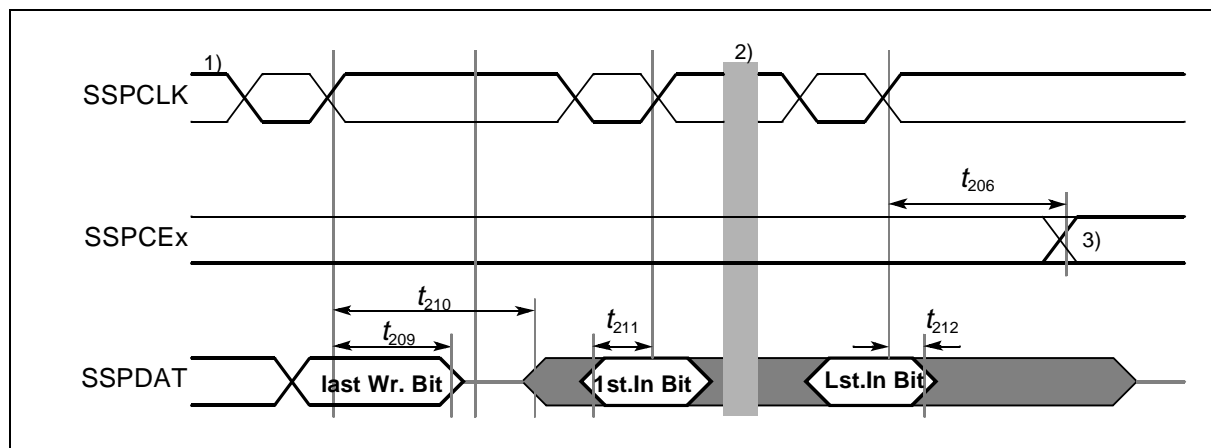 1)
2)
SSPCLK
t206
SSPCEx
3)
t210
t209
t211
t212
SSPDAT
last Wr. Bit
1st.In Bit
Lst.In Bit